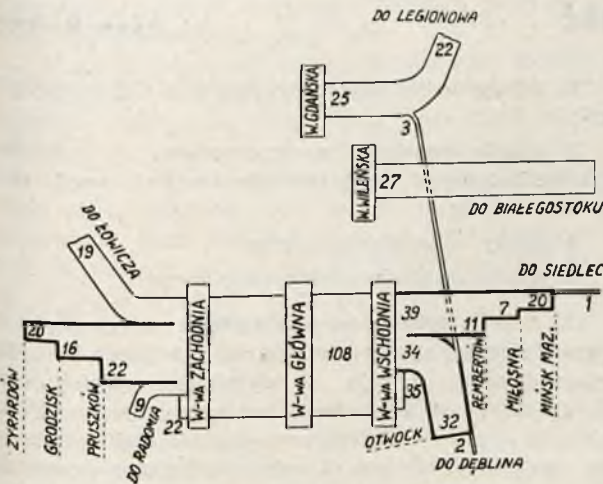 DO LEGIONOWA
22
W.GDAŃSKA
25
3
W.WILEŃSKA
27
DO BIAŁEGOSTOKU
DO ŁOWICZA
19
DO SIEDLEC
1
20
16
22
ŻYRARDÓW
GRODZISK
PRUSZKÓW
9
DO RADOMIA
22
W-wa ZACHODNIA
W-wa GŁÓWNA
108
W-wa WSCHODNIA
39
34
35
11
7
20
REMBERTÓW
MIŁOSNA
MIŃSK MAZ.
OTWOCK
32
2
DO DĘBLINA